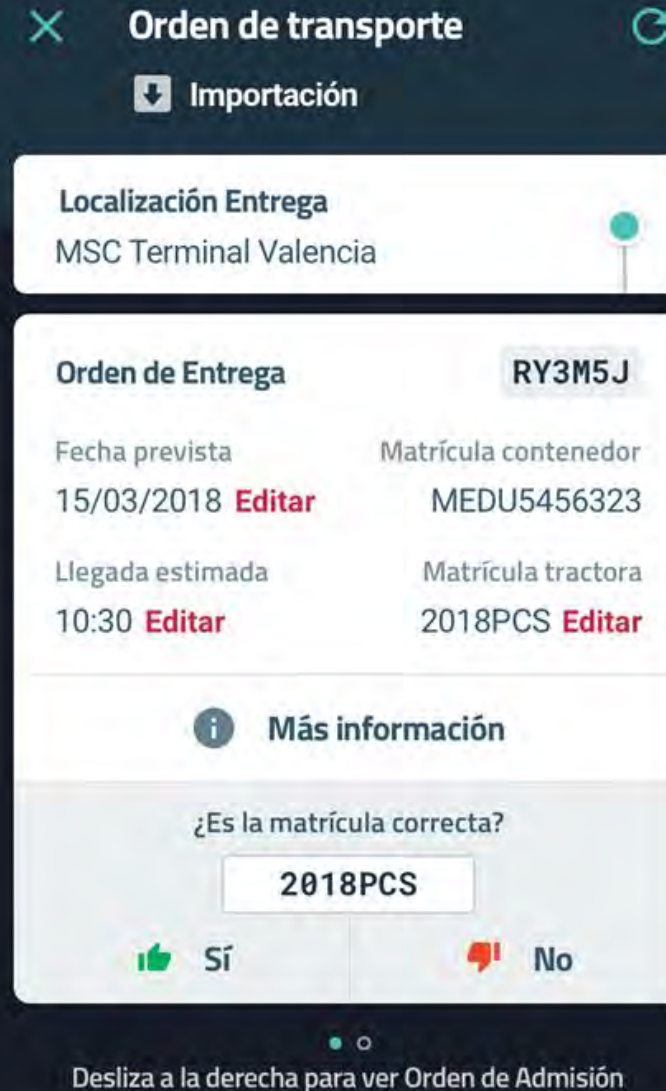 Orden de transporte
Importación
Localización Entrega
MSC Terminal Valencia
Orden de Entrega RY3M5J
Fecha prevista Matrícula contenedor
15/03/2018 Editar MEDU5456323
Llegada estimada Matrícula tractora
10:30 Editar 2018PCS Editar
Más información
¿Es la matrícula correcta?
2018PCS
Sí No
Desliza a la derecha para ver Orden de Admisión